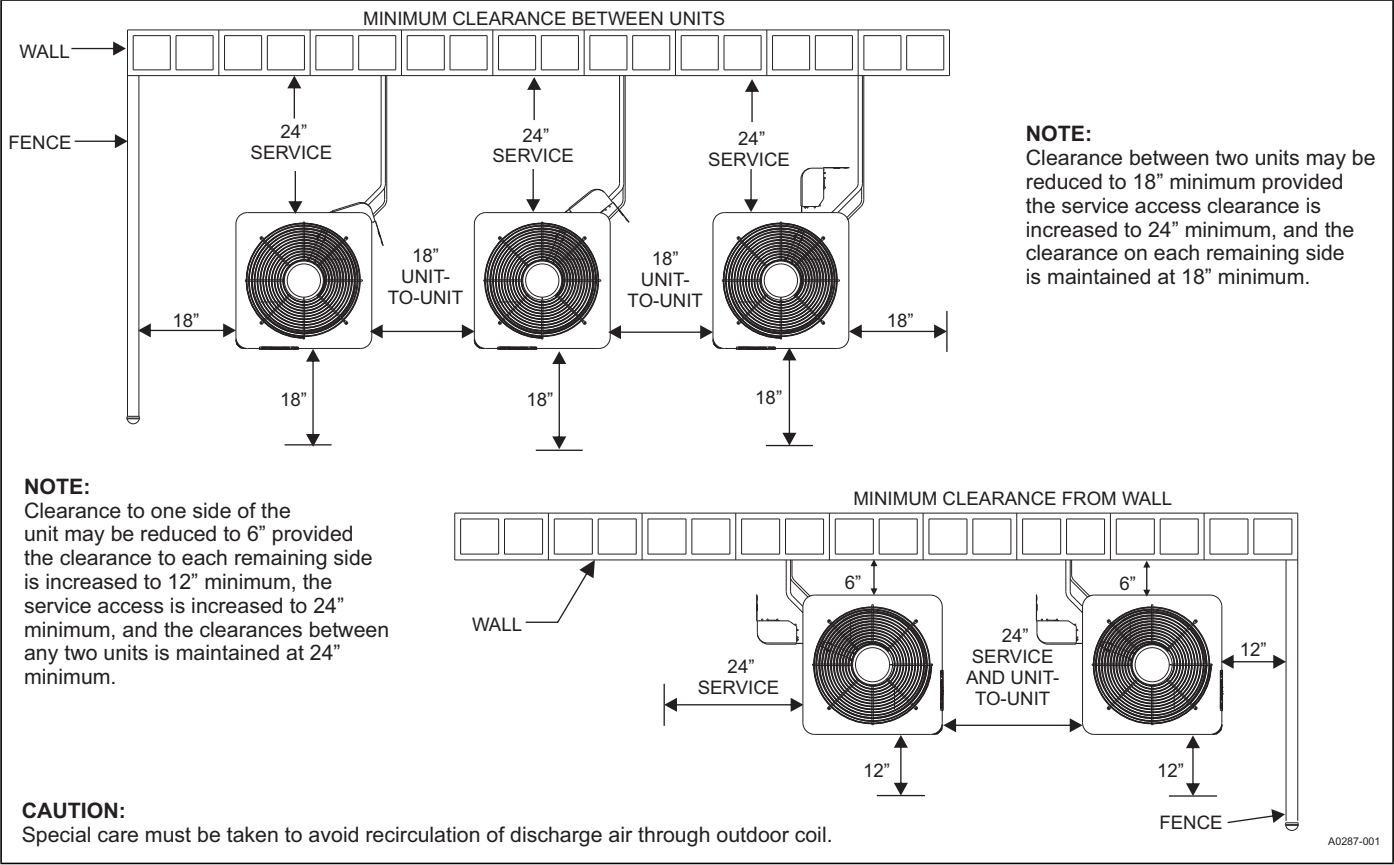 MINIMUM CLEARANCE BETWEEN UNITS
WALL
FENCE
24”
SERVICE
24”
SERVICE
24”
SERVICE
18”
UNIT-
TO-UNIT
18”
UNIT-
TO-UNIT
18”
18”
18”
18”
18”
NOTE:
Clearance between two units may be
reduced to 18” minimum provided
the service access clearance is
increased to 24” minimum, and the
clearance on each remaining side
is maintained at 18” minimum.
NOTE:
Clearance to one side of the
unit may be reduced to 6” provided
the clearance to each remaining side
is increased to 12” minimum, the
service access is increased to 24”
minimum, and the clearances between
any two units is maintained at 24”
minimum.
MINIMUM CLEARANCE FROM WALL
WALL
6”
6”
24”
SERVICE
24”
SERVICE
AND UNIT-
TO-UNIT
12”
12”
12”
FENCE
CAUTION:
Special care must be taken to avoid recirculation of discharge air through outdoor coil.
A0287-001